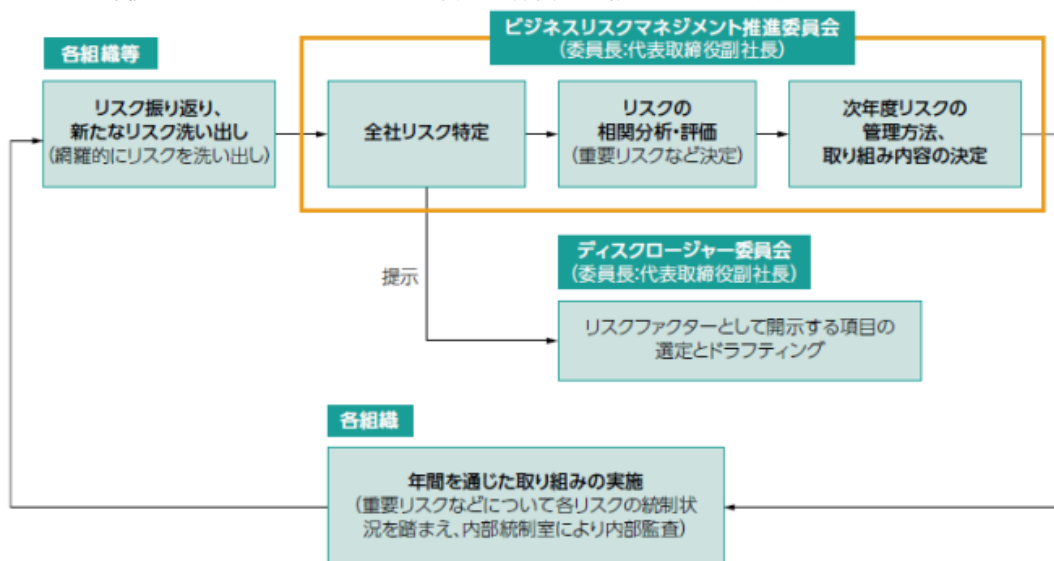 ビジネスリスクマネジメント推進委員会
(委員長:代表取締役副社長)
各組織等
リスク振り返り、
新たなリスク洗い出し
(網羅的にリスクを洗い出し)
全社リスク特定
リスクの
相関分析・評価
(重要リスクなど決定)
次年度リスクの
管理方法、
取り組み内容の決定
提示
ディスクロージャー委員会
(委員長:代表取締役副社長)
リスクファクターとして開示する項目の
選定とドラフティング
各組織
年間を通じた取り組みの実施
(重要リスクなどについて各リスクの統制状
況を踏まえ、内部統制室により内部監査)